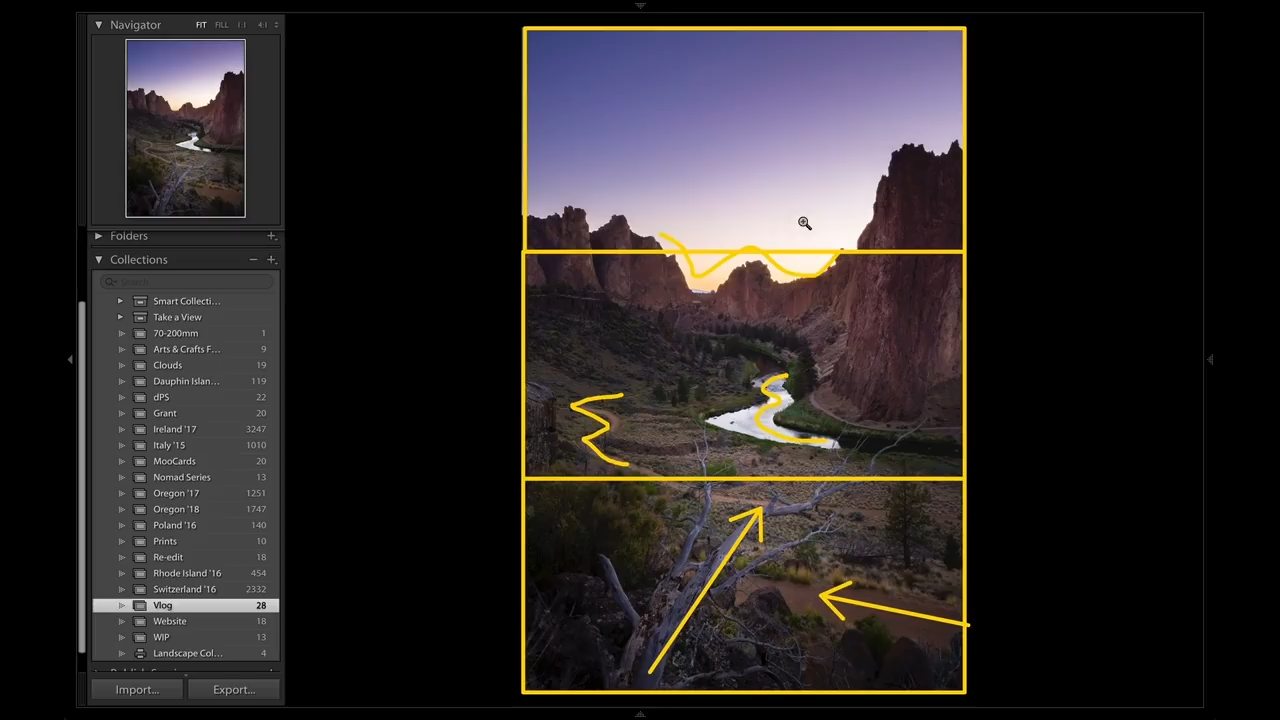 Navigator FIT FILL 1:1 4:1
Folders
Collections
Search
Smart Collecti...
Take a View
70-200mm 1
Arts & Crafts F... 9
Clouds 19
Dauphin Islan... 119
dPS 22
Grant 20
Ireland '17 3247
Italy '15 1010
MooCards 20
Nomad Series 13
Oregon '17 1251
Oregon '18 1747
Poland '16 140
Prints 10
Re-edit 18
Rhode Island '16 454
Switzerland '16 2332
Vlog 28
Website 18
WIP 13
Landscape Col... 4
Import... Export...